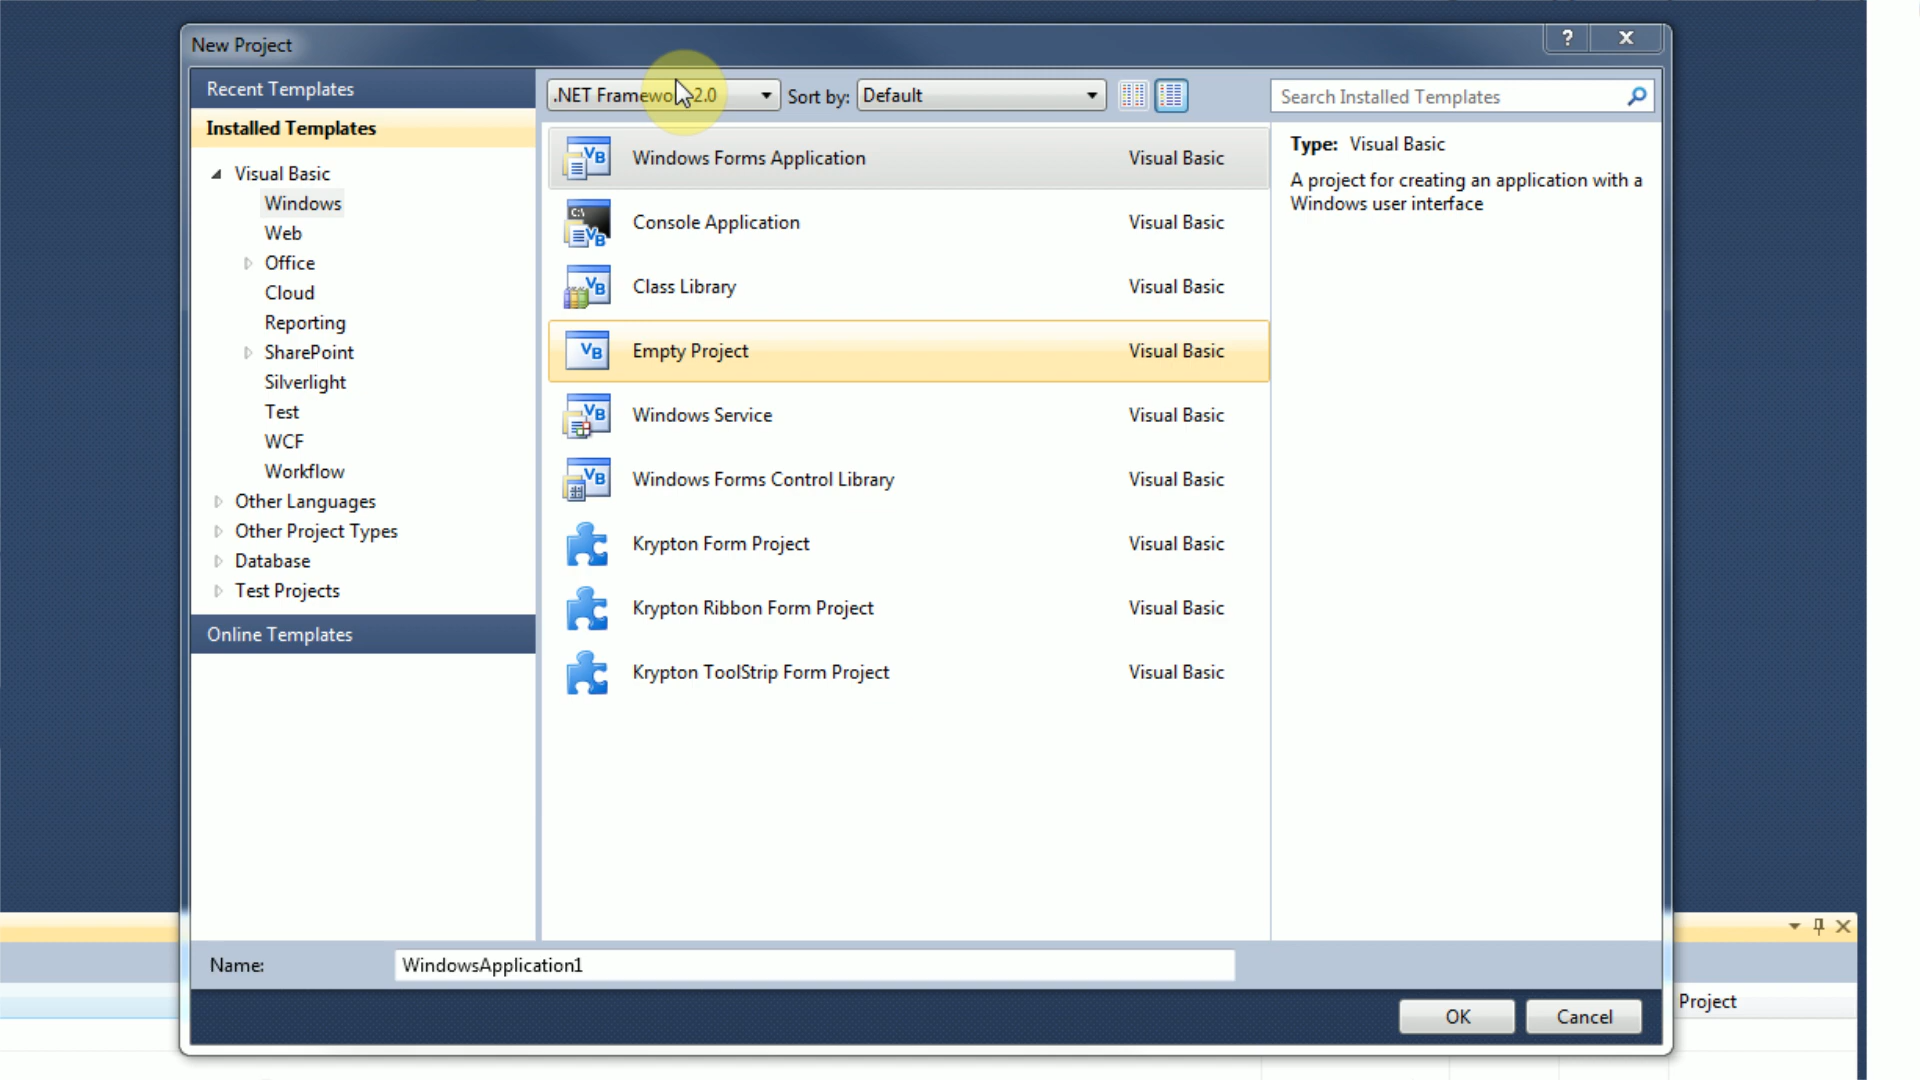 New Project
?
Recent Templates
.NET Framework 2.0
Sort by:
Default
Search Installed Templates
Installed Templates
Visual Basic
Windows
Web
Office
Cloud
Reporting
SharePoint
Silverlight
Test
WCF
Workflow
Other Languages
Other Project Types
Database
Test Projects
Online Templates
Windows Forms Application Visual Basic
Console Application Visual Basic
Class Library Visual Basic
Empty Project Visual Basic
Windows Service Visual Basic
Windows Forms Control Library Visual Basic
Krypton Form Project Visual Basic
Krypton Ribbon Form Project Visual Basic
Krypton ToolStrip Form Project Visual Basic
Type: Visual Basic
A project for creating an application with a
Windows user interface
Name: WindowsApplication1
OK Cancel
Project